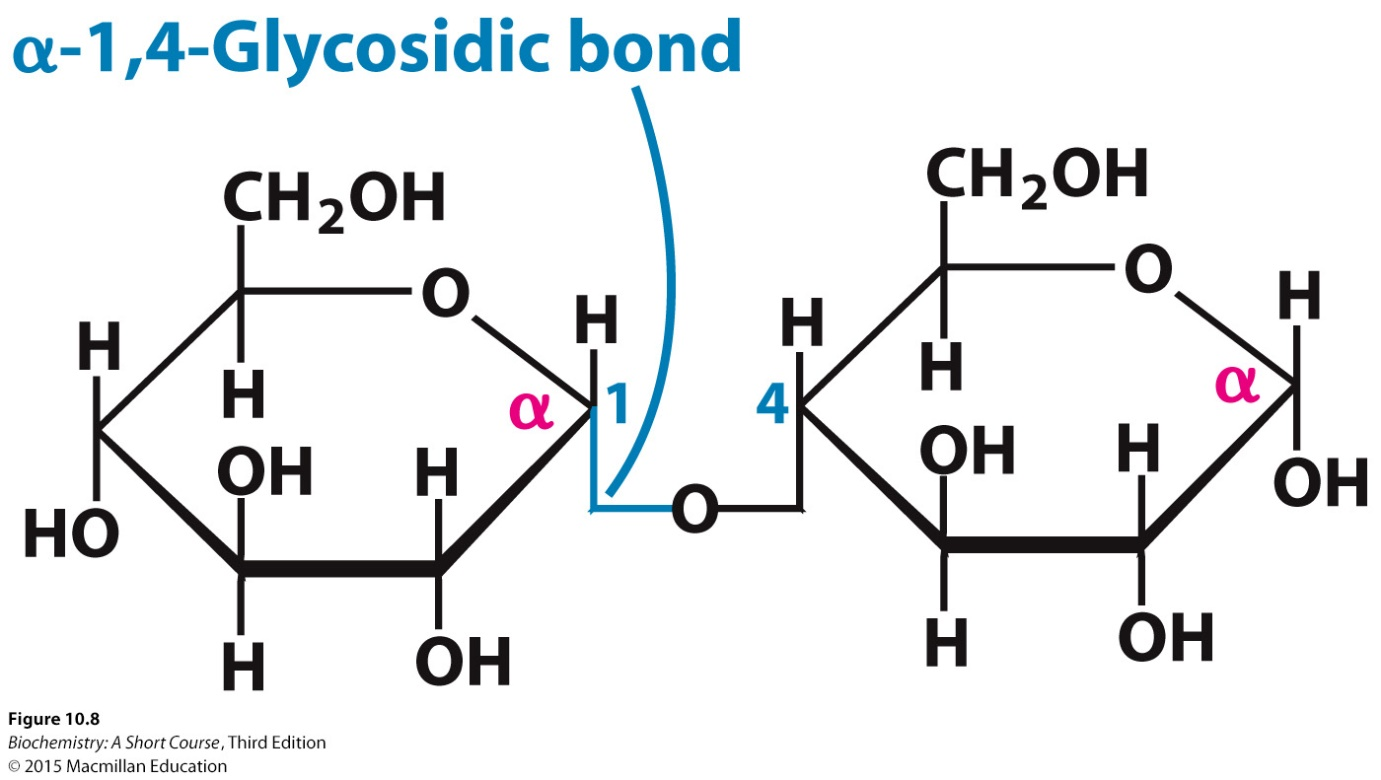 α-1,4-Glycosidic bond
CH₂OH CH₂OH
O O
H H H H
H H
α 1 4 α
OH H OH H
HO O OH
H OH H OH
Figure 10.8
Biochemistry: A Short Course, Third Edition
© 2015 Macmillan Education